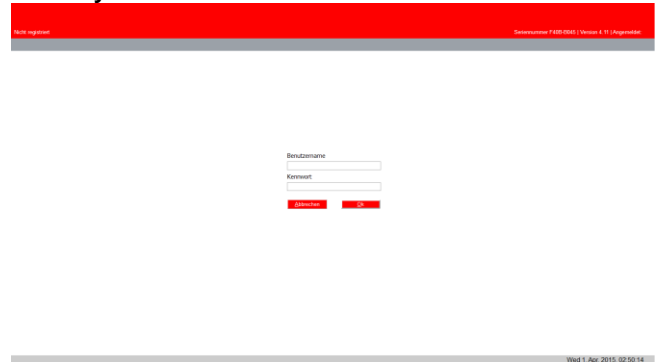 Nicht registriert
Seriennummer F4BB-B045 | Version 4.11 | Angemeldet:
Benutzername
Kennwort
Abbrechen Ok
Wed 1 Apr 2015 02:50:14